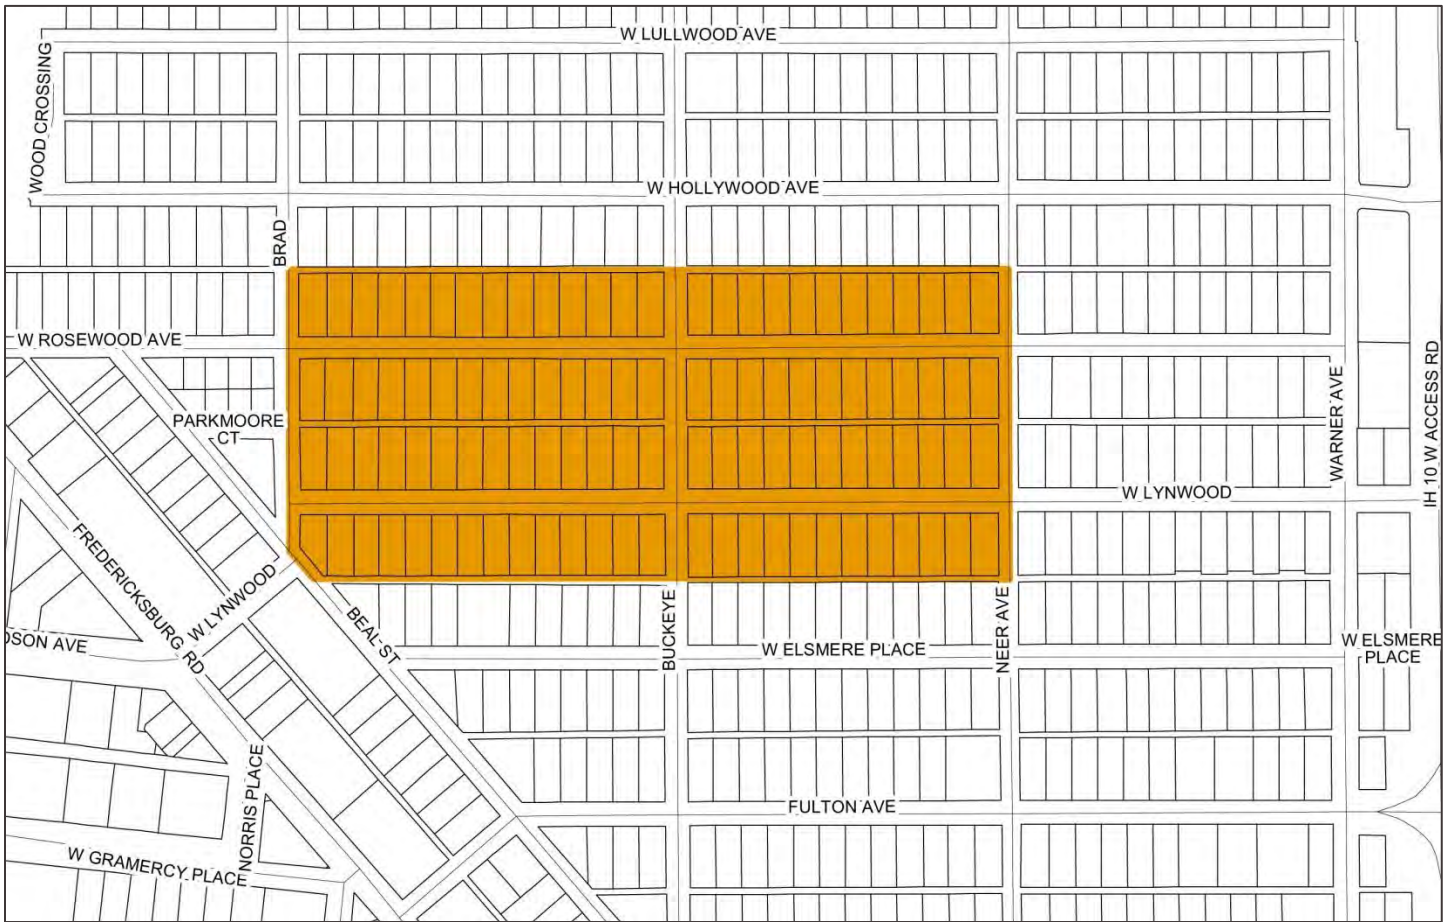 W LULLWOOD AVE
WOOD CROSSING
W HOLLYWOOD AVE
BRAD
W ROSEWOOD AVE
IH 10 W ACCESS RD
WARNER AVE
PARKMOORE
CT
W LYNWOOD
FREDERICKSBURG RD
W LYNWOOD
BEAL ST
BUCKEYE
NEER AVE
DSON AVE
W ELSMERE PLACE
W ELSMERE
PLACE
NORRIS PLACE
FULTON AVE
W GRAMERCY PLACE